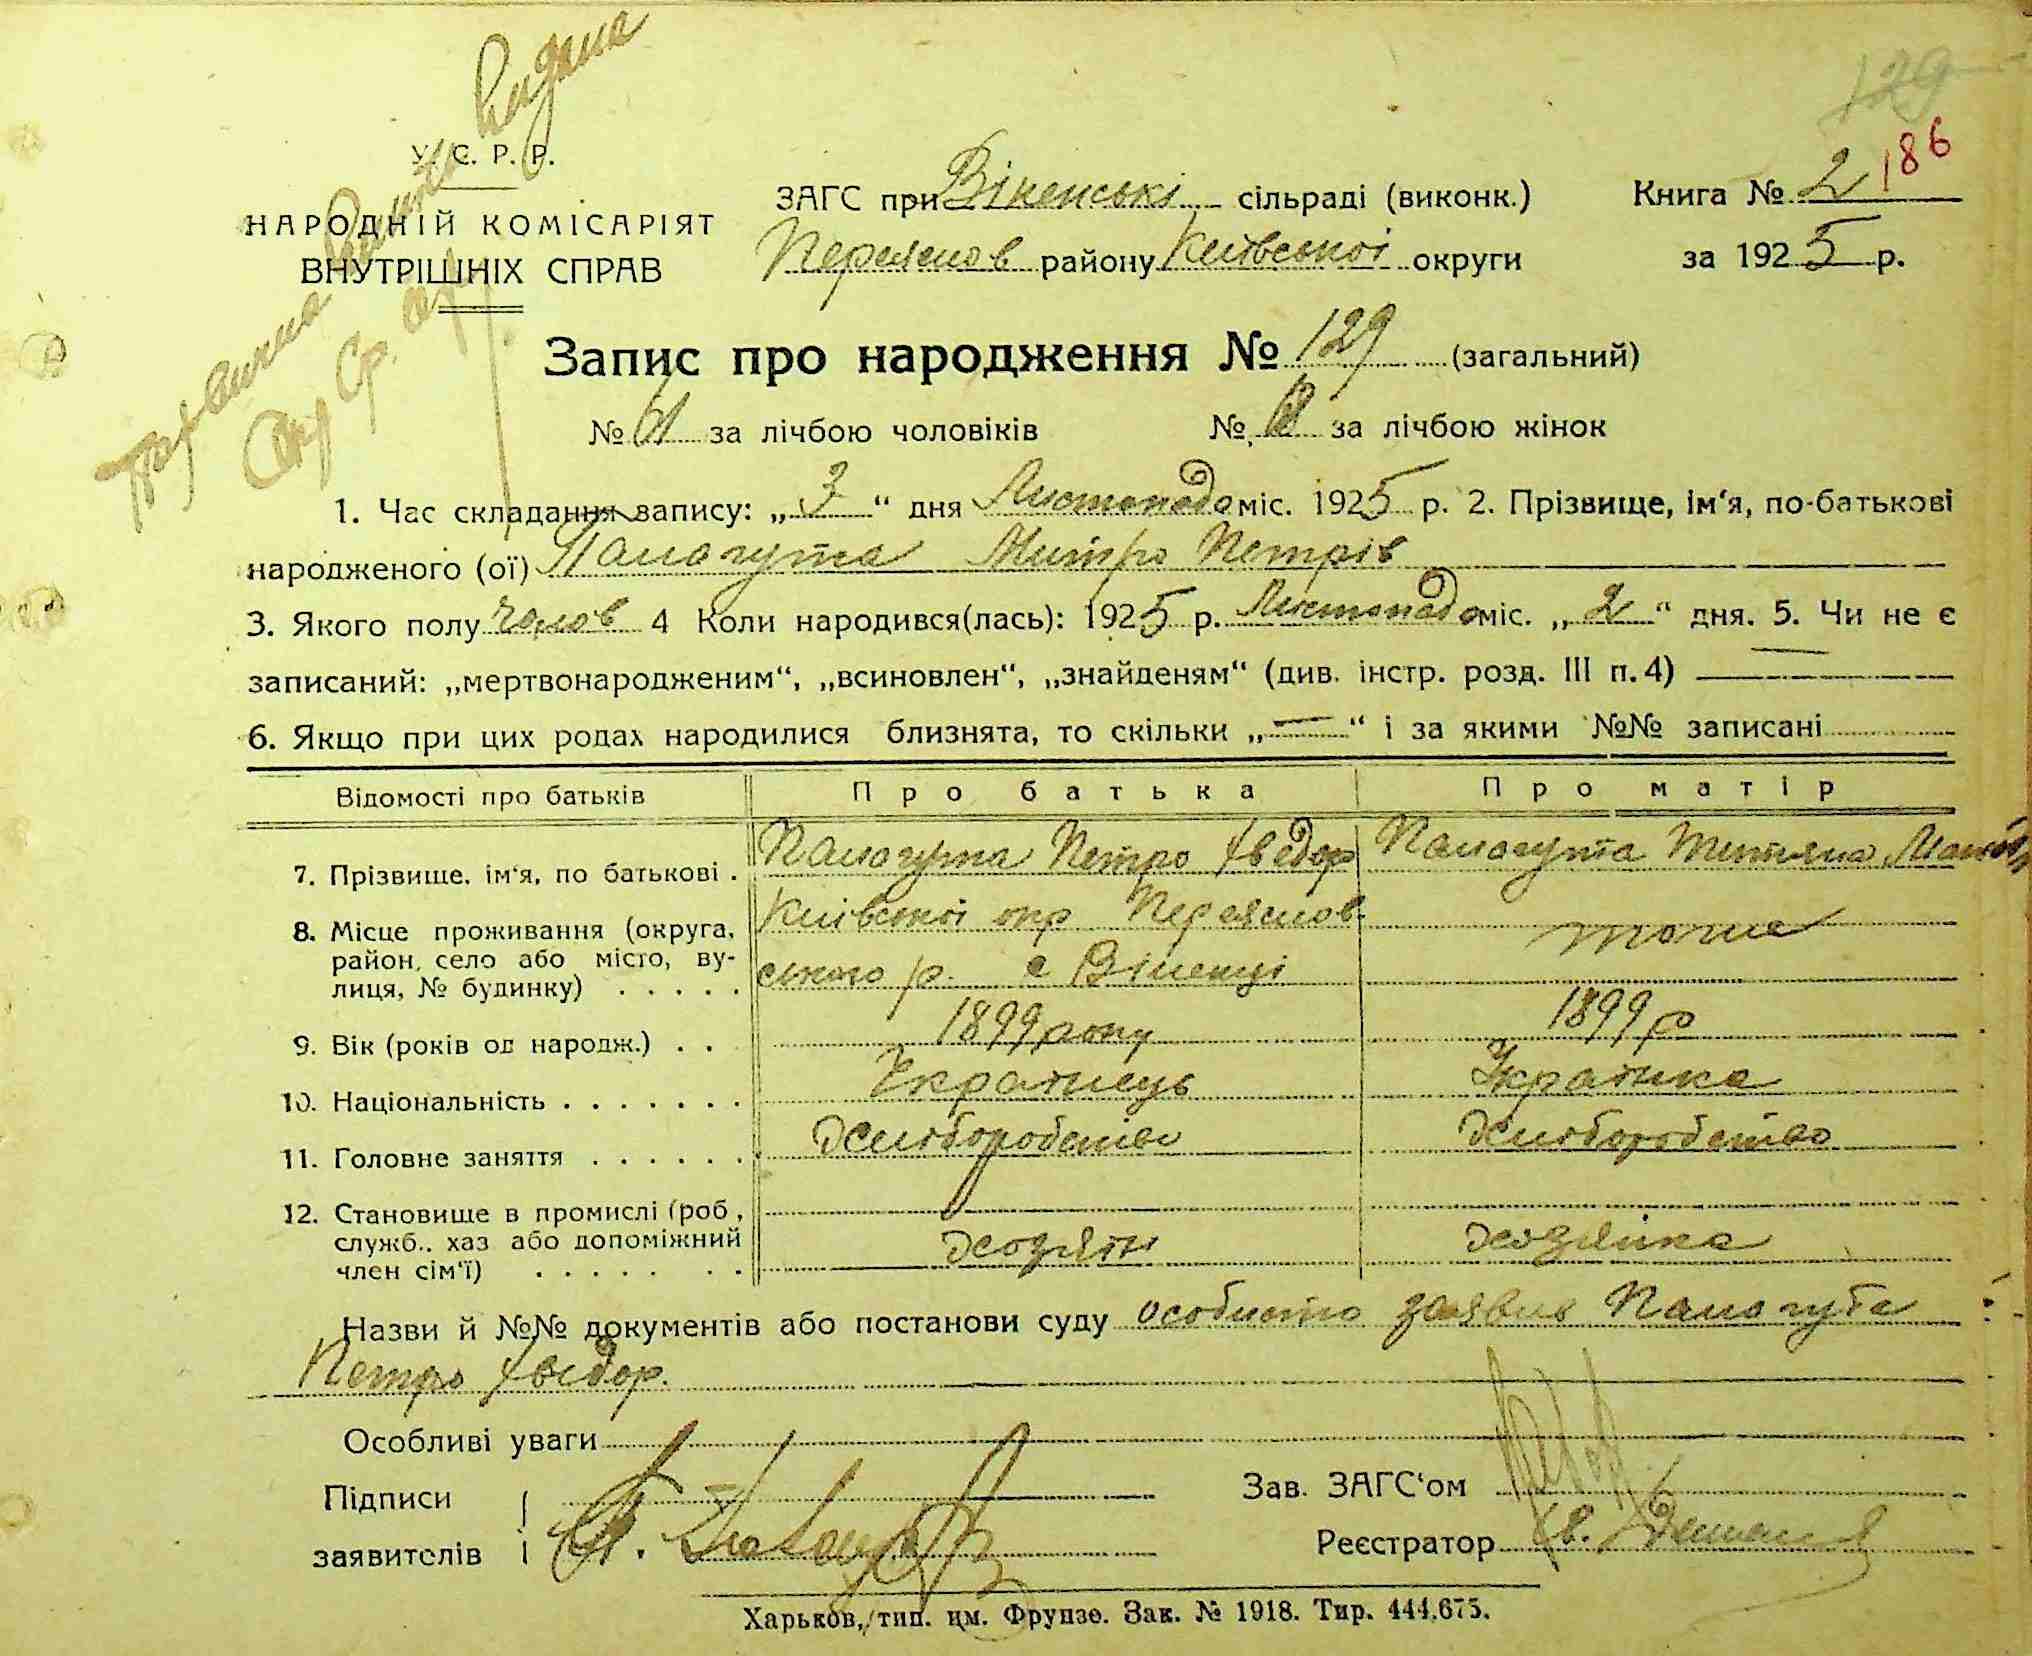 129
186
Видана
У. С. Р. Р.
НАРОДНІЙ КОМІСАРІЯТ
ВНУТРІШНІХ СПРАВ
ЗАГС при Віненські сільраді (виконк.)
Переяслов району Київської округи
Книга № 2
за 1925 р.
Запис про народження № 129 (загальний)
№ за лічбою чоловіків № за лічбою жінок
1. Час складання запису: „3“ дня Листопада міс. 1925 р. 2. Прізвище, ім‘я, по-батькові
народженого (ої) Палагута Митро Петрів
3. Якого полу чолов 4 Коли народився(лась): 1925 р. Листопада міс. „2“ дня. 5. Чи не є
записаний: „мертвонародженим“, „всиновлен“, „знайденям“ (див. інстр. розд. III п. 4) —
6. Якщо при цих родах народилися близнята, то скільки „—“ і за якими №№ записані
Відомості про батьків Про батька Про матір
7. Прізвище, ім‘я, по батькові . Палагута Петро Хведор Палагута Тетяна
8. Місце проживання (округа, район, село або місто, вулиця, № будинку) . . . . . Київської окр Переяслов-
ського р. с Віненці тоже
9. Вік (років од народж.) . . 1899 року 1899 р
10. Національність . . . . . . . Українець Українка
11. Головне заняття . . . . . . Хліборобство Хліборобство
12. Становище в промислі (роб, служб.. хаз або допоміжний член сім‘ї) . . . . . . . Хозяїн Хозяйка
Назви й №№ документів або постанови суду особисто заявив Палагута
Петро Хведор.
Особливі уваги
Підписи
заявителів
Зав. ЗАГС‘ом
Реєстратор
Харьков, тип. им. Фрунзе. Зак. № 1918. Тир. 444.675.